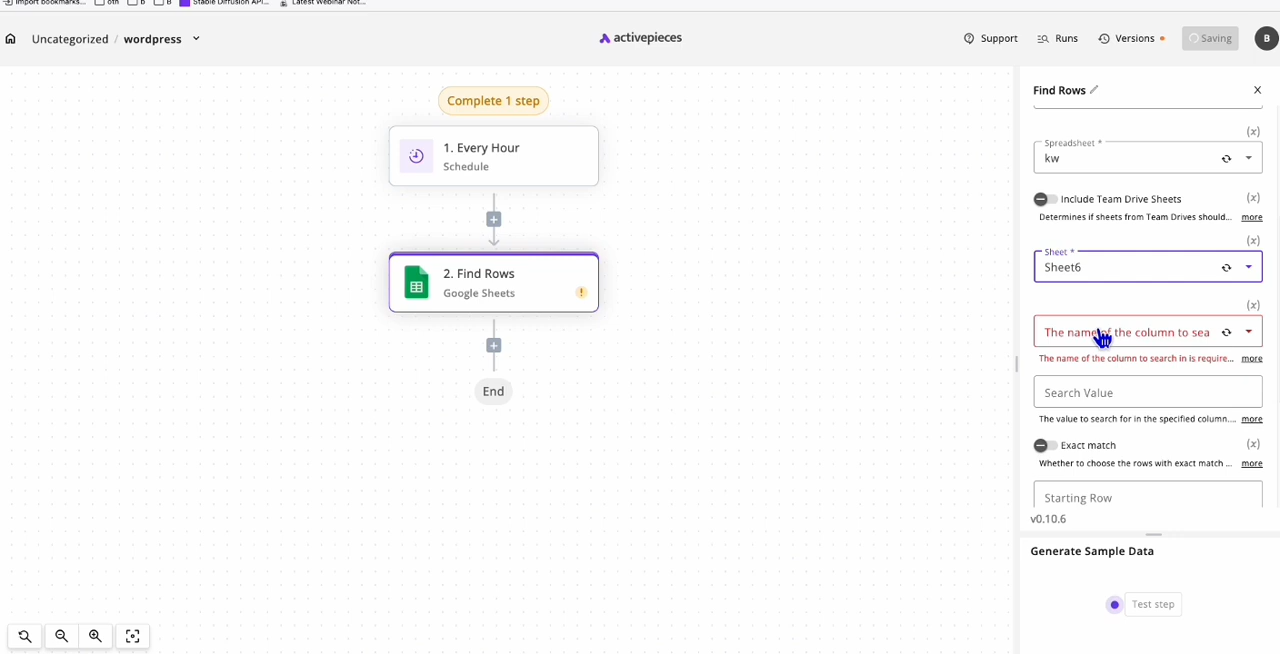 Import bookmarks... oth b B Stable Diffusion API... Latest Webinar Not...
Uncategorized / wordpress
activepieces
Support Runs Versions Saving B
Complete 1 step
1. Every Hour
Schedule
2. Find Rows
Google Sheets
End
Find Rows
(x)
Spreadsheet *
kw
Include Team Drive Sheets (x)
Determines if sheets from Team Drives should... more
(x)
Sheet *
Sheet6
(x)
The name of the column to sea
The name of the column to search in is require... more
Search Value
The value to search for in the specified column.... more
Exact match (x)
Whether to choose the rows with exact match ... more
Starting Row
v0.10.6
Generate Sample Data
Test step